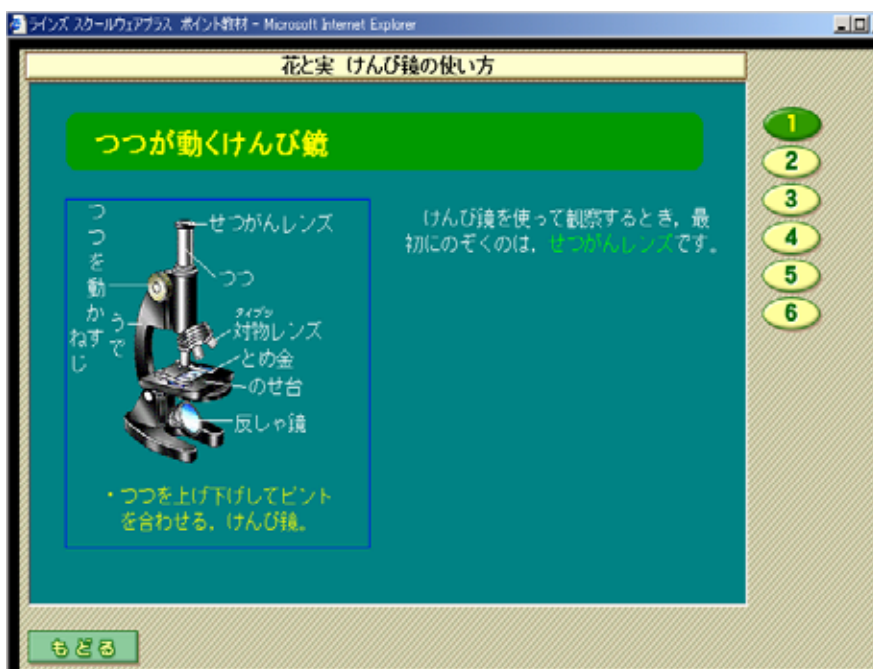 ラインズ スクールウェアプラス ポイント教材 - Microsoft Internet Explorer
花と実 けんび鏡の使い方
つつが動くけんび鏡
1
2
3
4
5
6
せつがんレンズ
つつ
つつを動かす
ねじ
うで
タイブツ
対物レンズ
とめ金
のせ台
反しゃ鏡
・つつを上げ下げしてピント
を合わせる、けんび鏡。
けんび鏡を使って観察するとき，最
初にのぞくのは，せつがんレンズです。
もどる